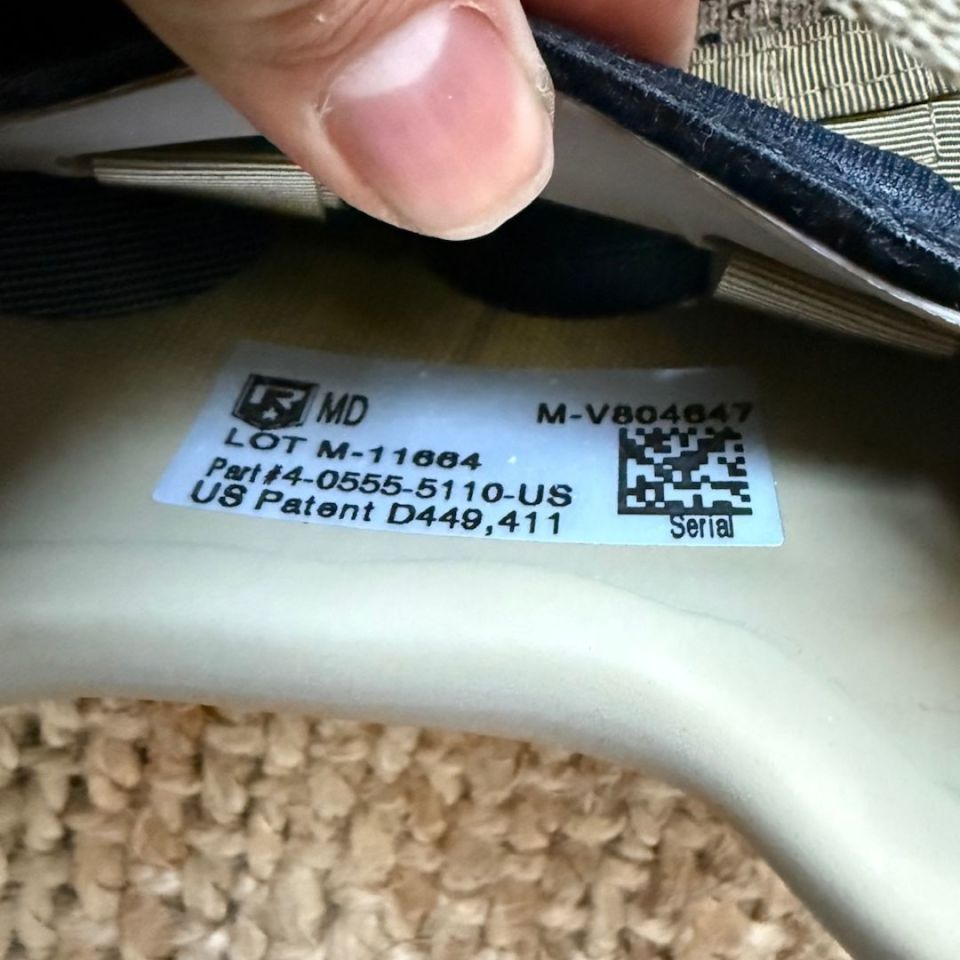 MD M-V804647
LOT M-11664
Part #4-0555-5110-US
US Patent D449,411
Serial